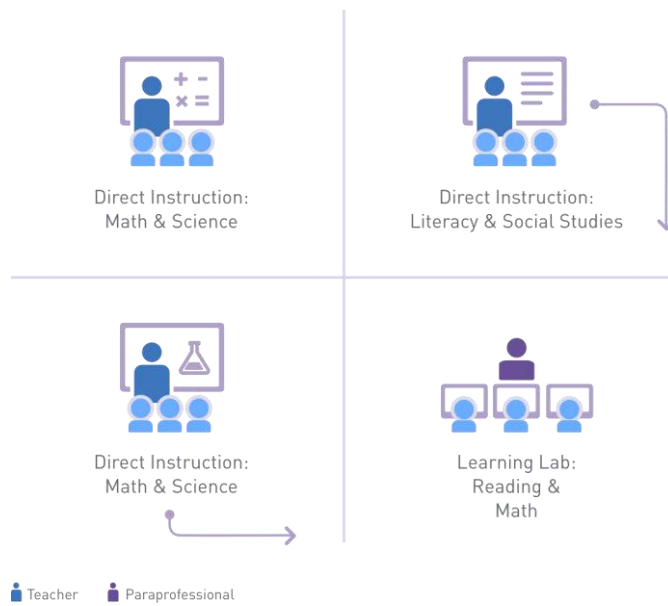 + -
× =
Direct Instruction:
Math & Science
Direct Instruction:
Literacy & Social Studies
Direct Instruction:
Math & Science
Learning Lab:
Reading &
Math
Teacher
Paraprofessional